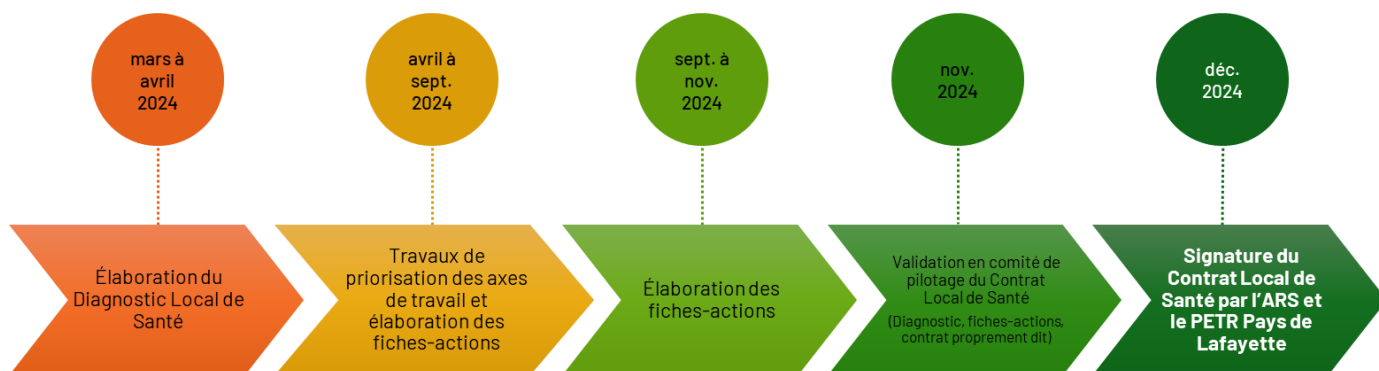 mars à
avril
2024
avril à
sept.
2024
sept. à
nov.
2024
nov.
2024
déc.
2024
Élaboration du
Diagnostic Local de
Santé
Travaux de
priorisation des axes
de travail et
élaboration des
fiches-actions
Élaboration des
fiches-actions
Validation en comité de
pilotage du Contrat
Local de Santé
(Diagnostic, fiches-actions,
contrat proprement dit)
Signature du
Contrat Local de
Santé par l'ARS et
le PETR Pays de
Lafayette